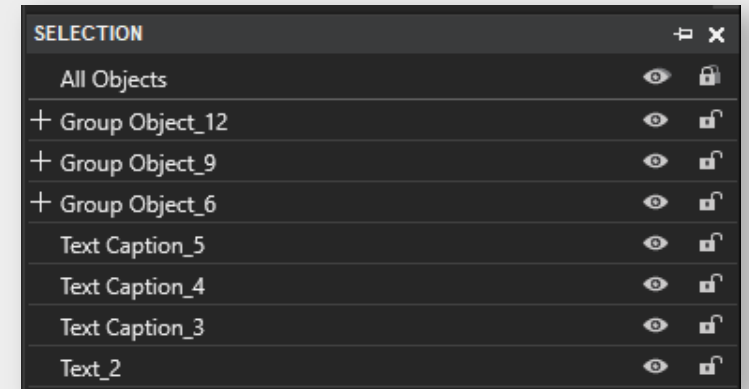 SELECTION
All Objects
Group Object_12
Group Object_9
Group Object_6
Text Caption_5
Text Caption_4
Text Caption_3
Text_2